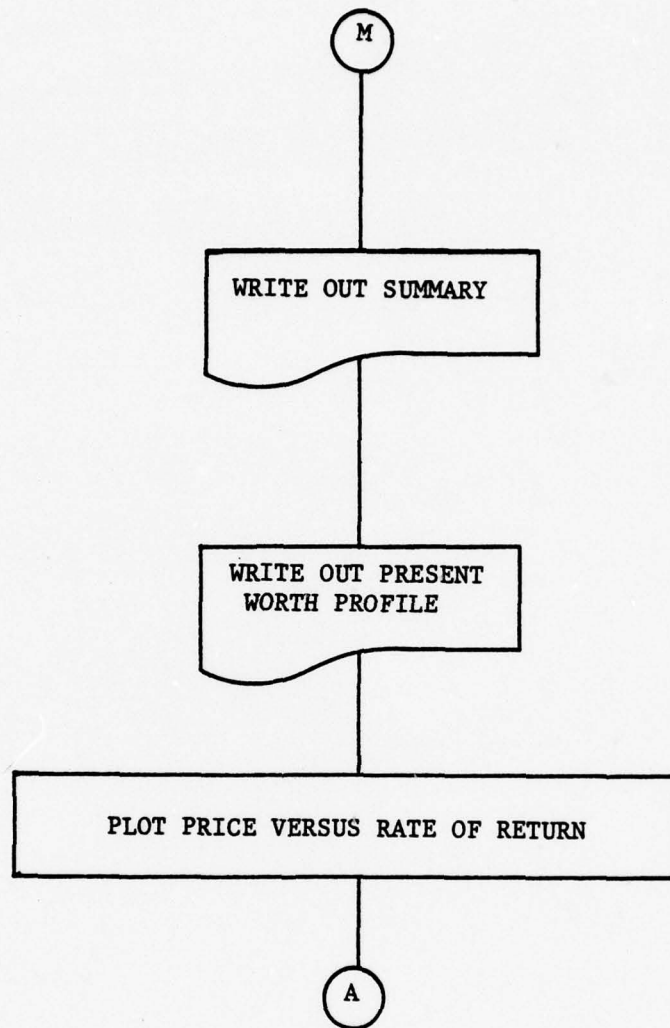 M
WRITE OUT SUMMARY
WRITE OUT PRESENT
WORTH PROFILE
PLOT PRICE VERSUS RATE OF RETURN
A